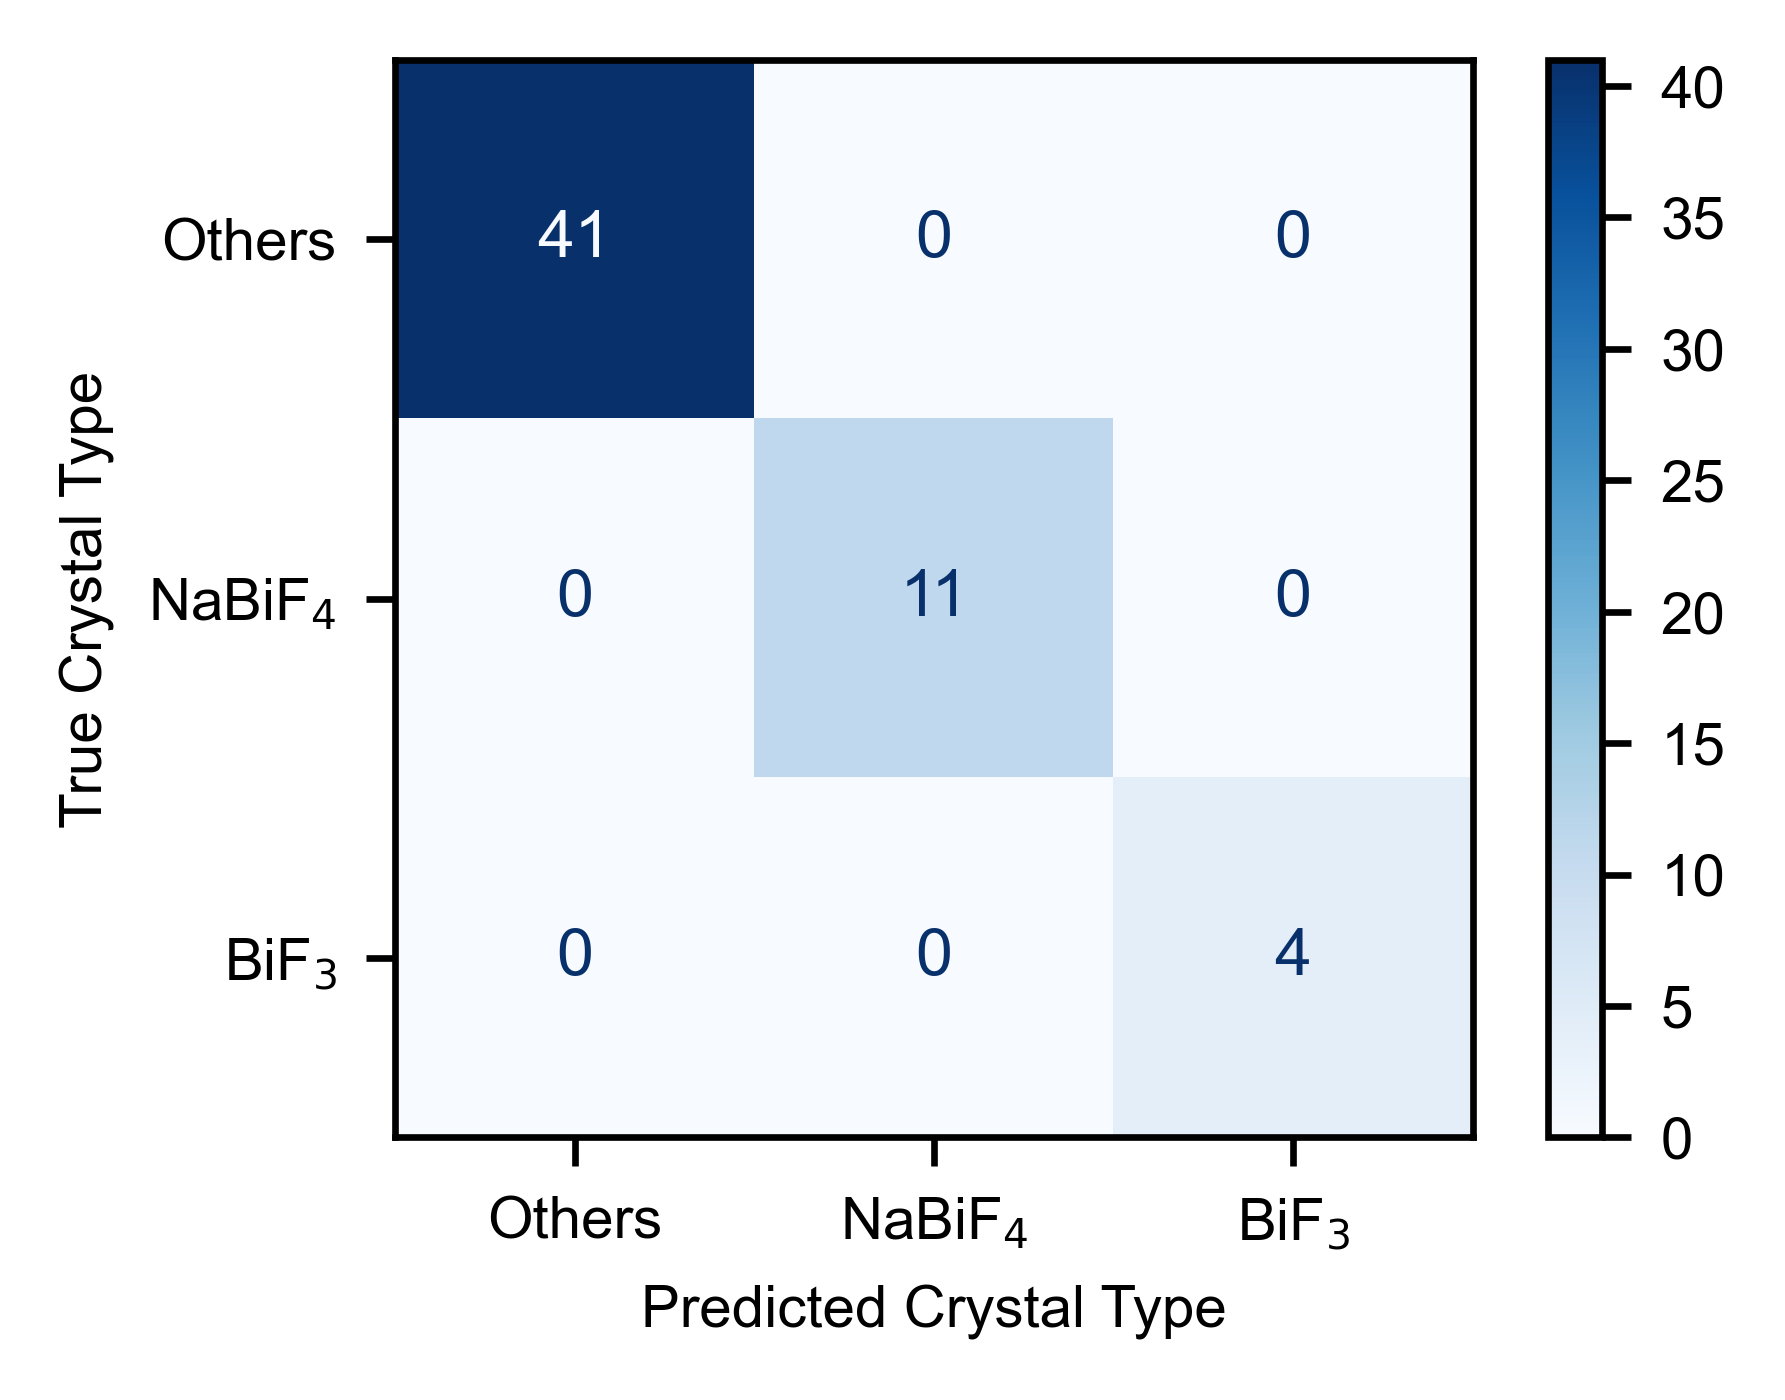 True Crystal Type
Others
NaBiF₄
BiF₃
41 0 0
0 11 0
0 0 4
Others NaBiF₄ BiF₃
Predicted Crystal Type
40
35
30
25
20
15
10
5
0